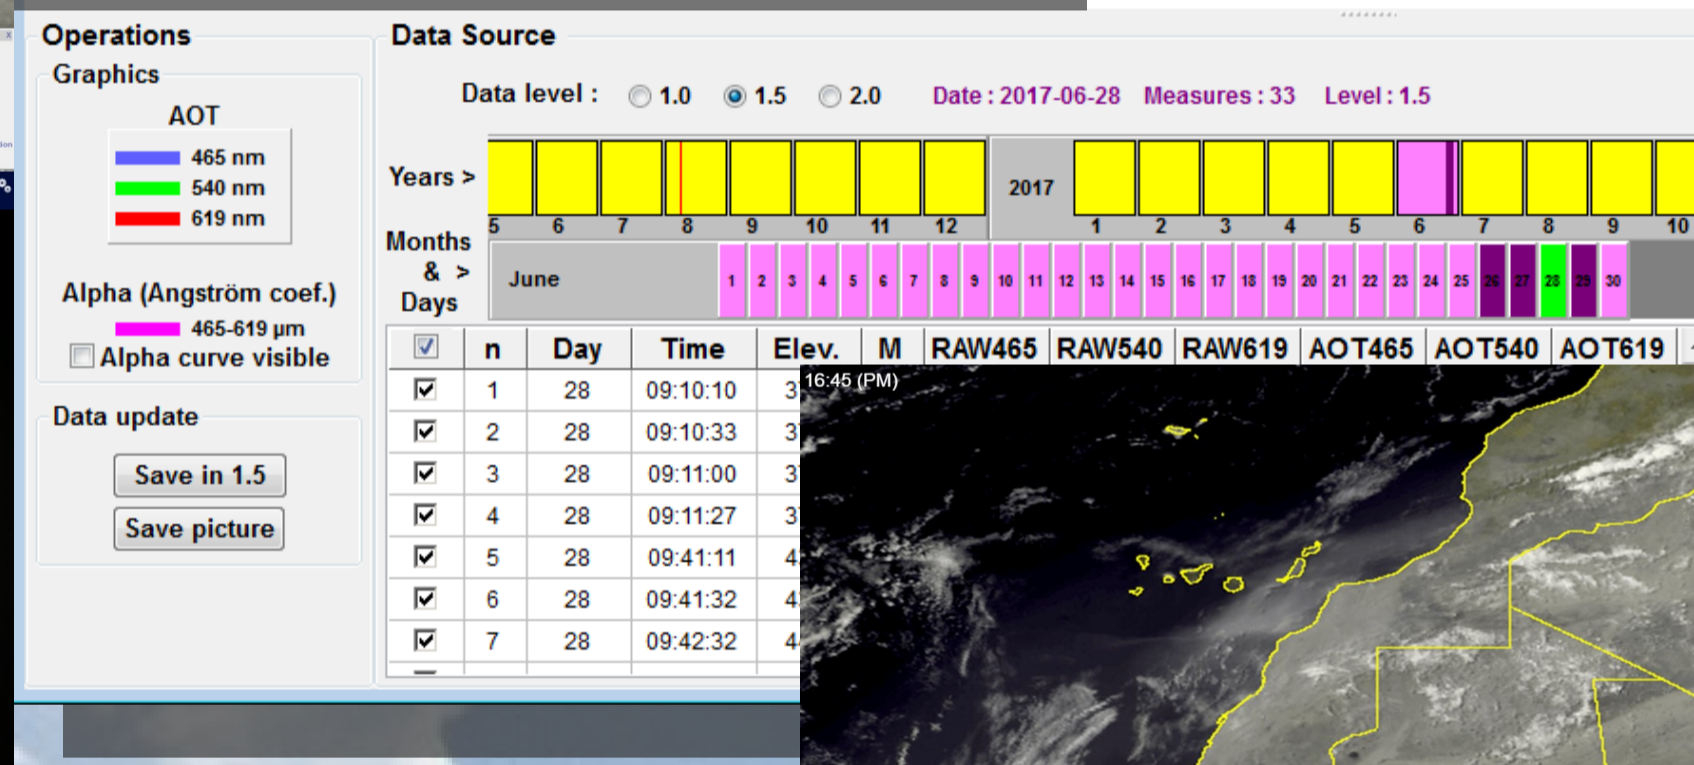 Operations
Graphics
AOT
465 nm
540 nm
619 nm
Alpha (Angström coef.)
465-619 µm
Alpha curve visible
Data update
Save in 1.5
Save picture
Data Source
Data level : 1.0 1.5 2.0 Date : 2017-06-28 Measures : 33 Level : 1.5
Years > 2017
5 6 7 8 9 10 11 12 1 2 3 4 5 6 7 8 9 10
Months
& >
Days
June 1 2 3 4 5 6 7 8 9 10 11 12 13 14 15 16 17 18 19 20 21 22 23 24 25 26 27 28 29 30
n Day Time Elev. M RAW465 RAW540 RAW619 AOT465 AOT540 AOT619
1 28 09:10:10 3
2 28 09:10:33 3
3 28 09:11:00 3
4 28 09:11:27 3
5 28 09:41:11 4
6 28 09:41:32 4
7 28 09:42:32 4
16:45 (PM)